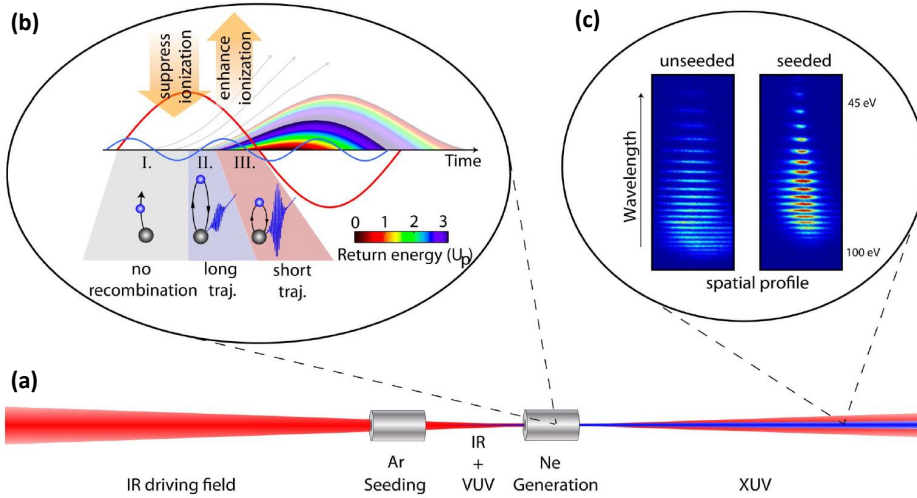 (b)
suppress
ionization
enhance
ionization
I.
II.
III.
Time
0 1 2 3
Return energy (Up)
no
recombination
long
traj.
short
traj.
(c)
unseeded
seeded
Wavelength
45 eV
100 eV
spatial profile
(a)
IR driving field
Ar
Seeding
IR
+
VUV
Ne
Generation
XUV